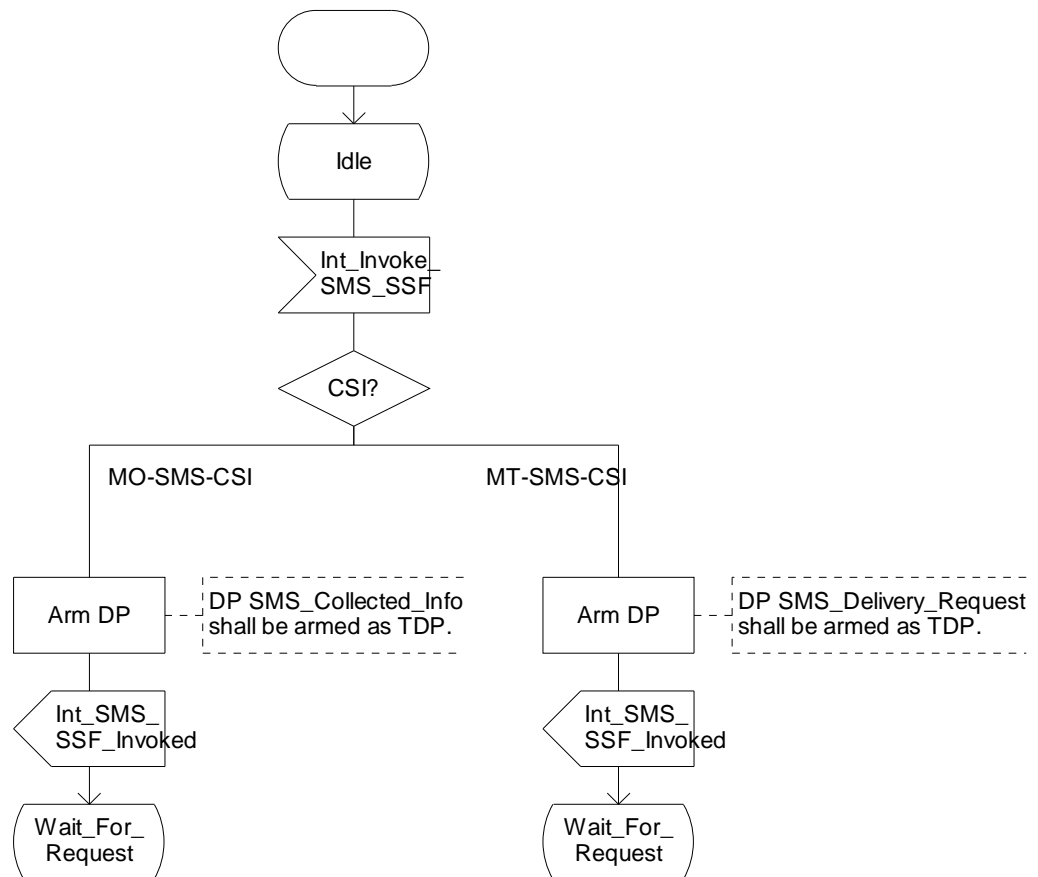 Idle
Int_Invoke_
SMS_SSF
CSI?
MO-SMS-CSI
MT-SMS-CSI
Arm DP
DP SMS_Collected_Info
shall be armed as TDP.
Arm DP
DP SMS_Delivery_Request
shall be armed as TDP.
Int_SMS_
SSF_Invoked
Int_SMS_
SSF_Invoked
Wait_For_
Request
Wait_For_
Request